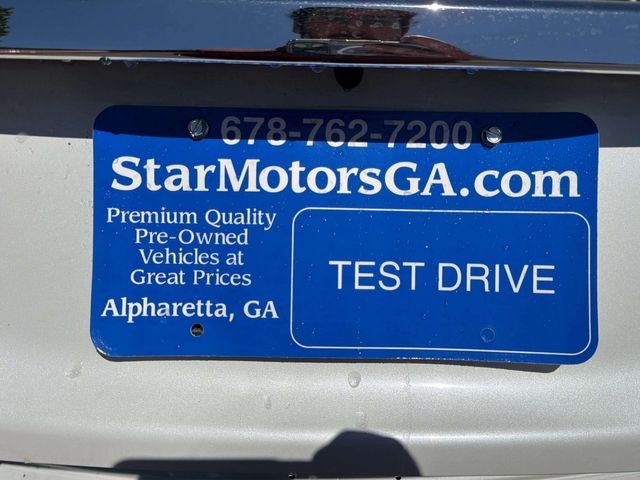 678-762-7200
StarMotorsGA.com
Premium Quality
Pre-Owned
Vehicles at
Great Prices
Alpharetta, GA
TEST DRIVE